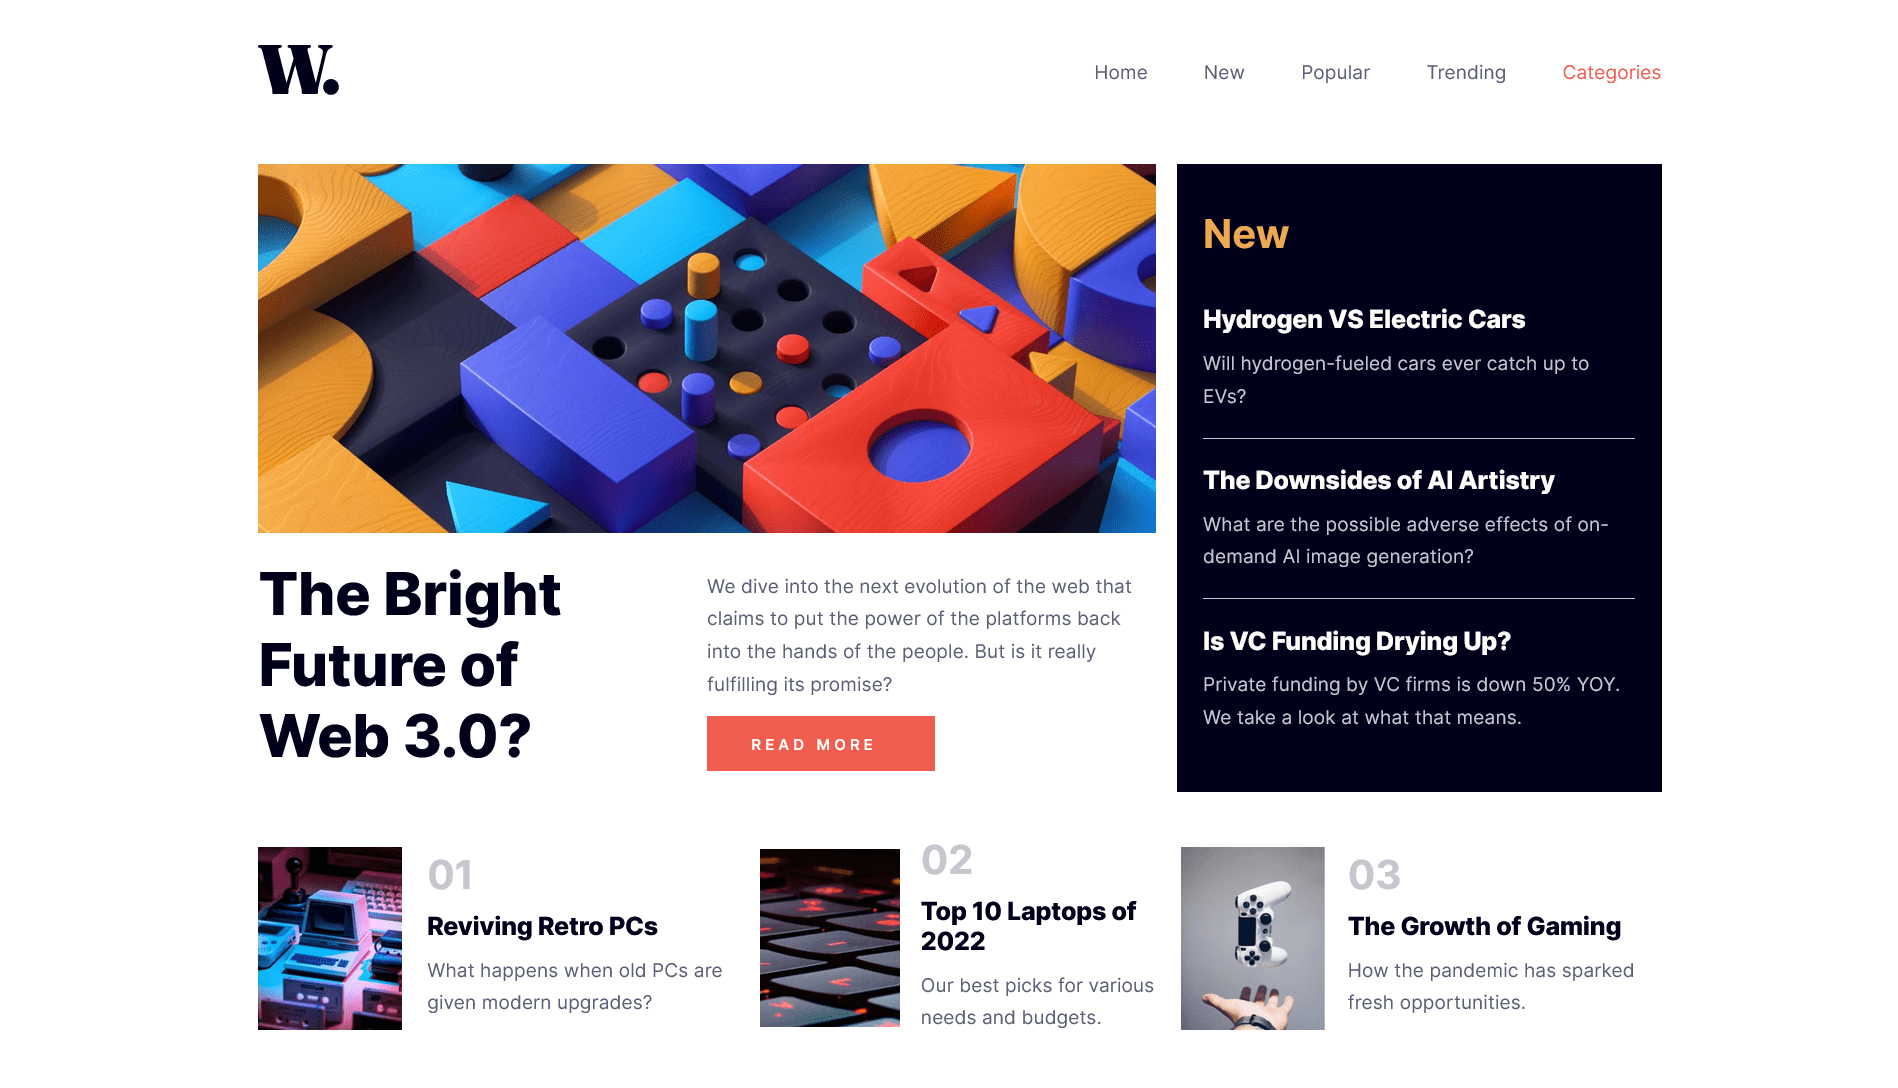 W.
Home New Popular Trending Categories
The Bright
Future of
Web 3.0?
We dive into the next evolution of the web that
claims to put the power of the platforms back
into the hands of the people. But is it really
fulfilling its promise?
READ MORE
New
Hydrogen VS Electric Cars
Will hydrogen-fueled cars ever catch up to
EVs?
The Downsides of AI Artistry
What are the possible adverse effects of on-
demand AI image generation?
Is VC Funding Drying Up?
Private funding by VC firms is down 50% YOY.
We take a look at what that means.
01
Reviving Retro PCs
What happens when old PCs are
given modern upgrades?
02
Top 10 Laptops of
2022
Our best picks for various
needs and budgets.
03
The Growth of Gaming
How the pandemic has sparked
fresh opportunities.